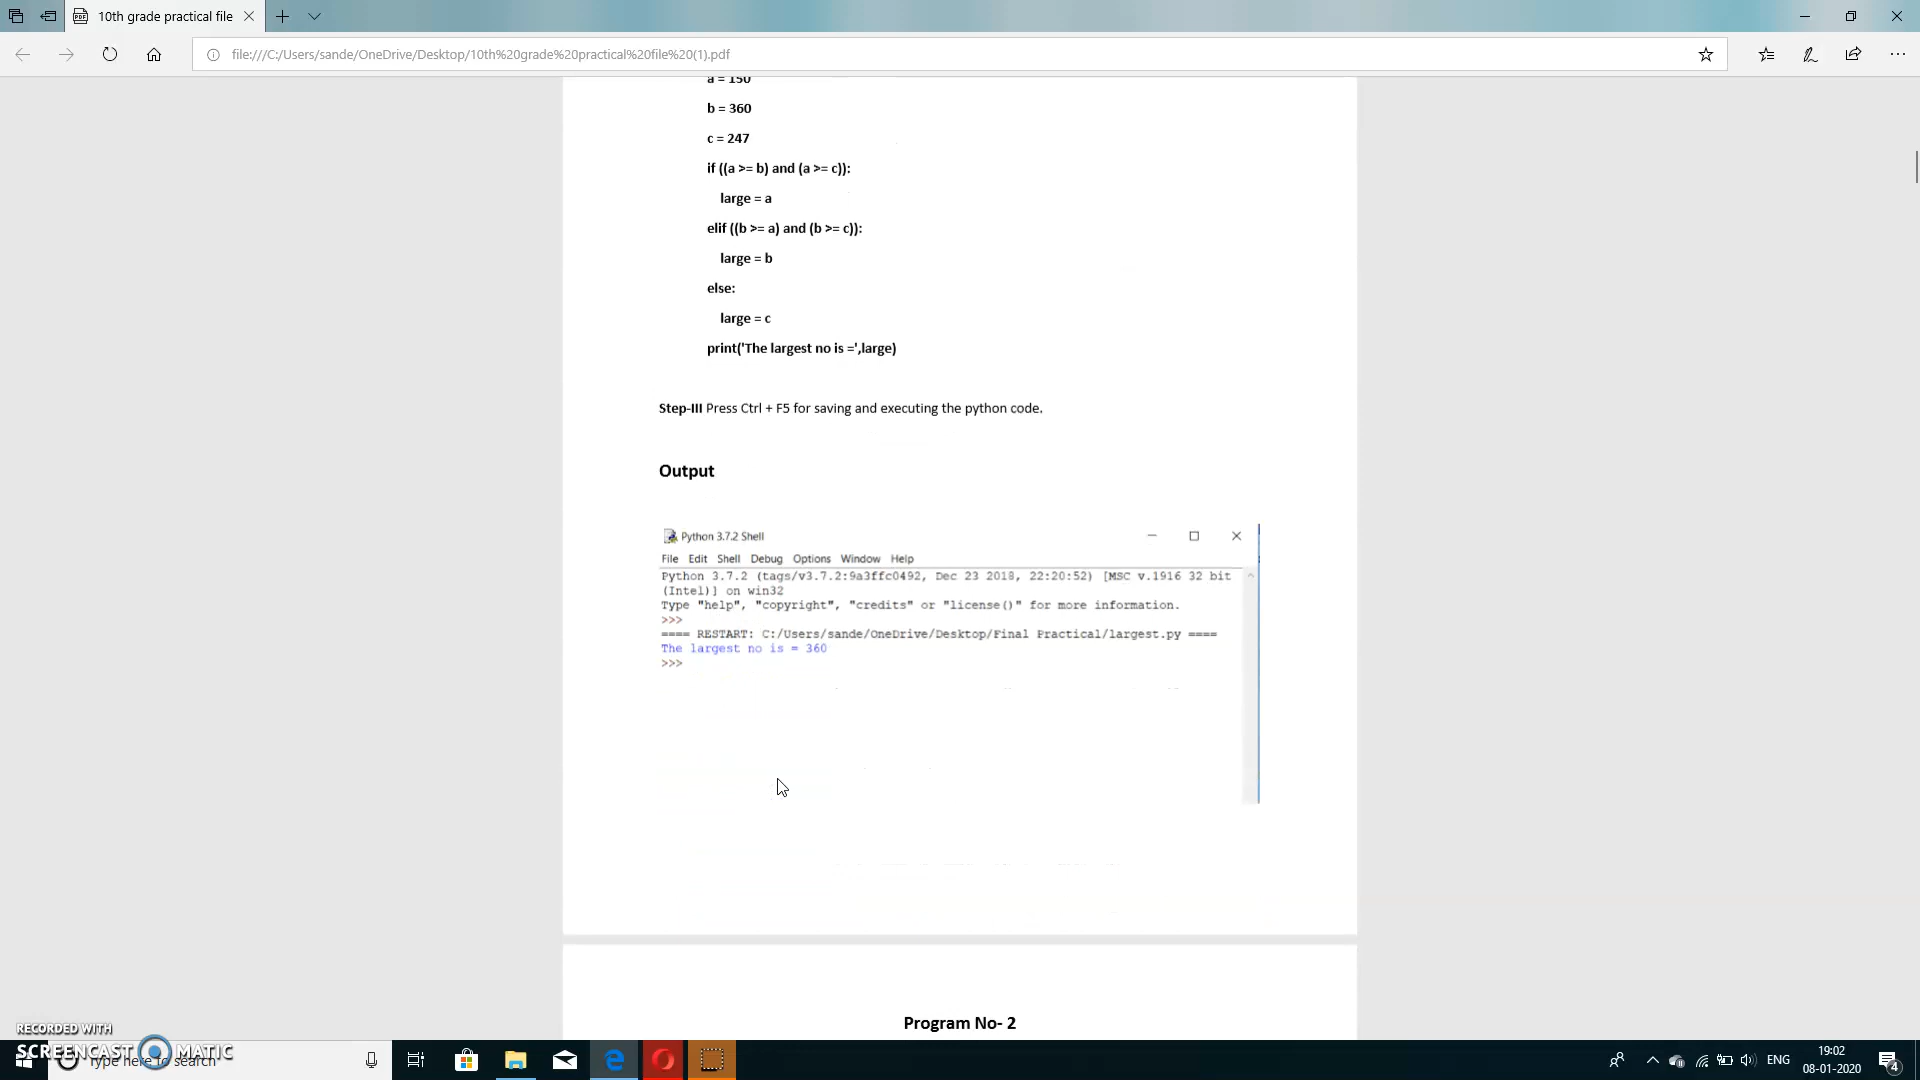 10th grade practical file
file:///C:/Users/sande/OneDrive/Desktop/10th%20grade%20practical%20file%20(1).pdf
a = 150
b = 360
c = 247
if ((a >= b) and (a >= c)):
large = a
elif ((b >= a) and (b >= c)):
large = b
else:
large = c
print('The largest no is =',large)
Step-III Press Ctrl + F5 for saving and executing the python code.
Output
Python 3.7.2 Shell
File Edit Shell Debug Options Window Help
Python 3.7.2 (tags/v3.7.2:9a3ffc0492, Dec 23 2018, 22:20:52) [MSC v.1916 32 bit
(Intel)] on win32
Type "help", "copyright", "credits" or "license()" for more information.
>>>
==== RESTART: C:/Users/sande/OneDrive/Desktop/Final Practical/largest.py ====
The largest no is = 360
>>>
Program No- 2
RECORDED WITH
SCREENCAST MATIC
Type here to search
ENG
19:02
08-01-2020
4